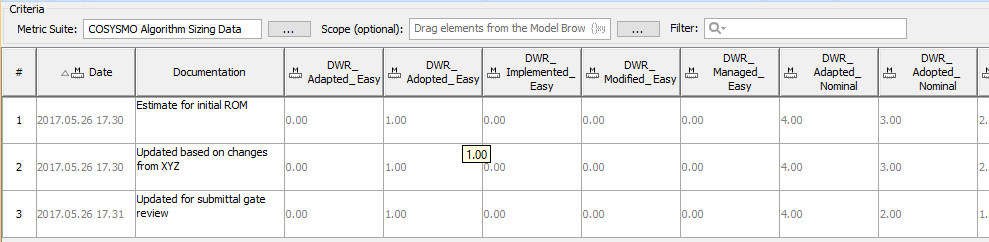 Criteria
Metric Suite: COSYSMO Algorithm Sizing Data ... Scope (optional): Drag elements from the Model Brow ... Filter:
# Date Documentation DWR_ Adapted_Easy DWR_ Adopted_Easy DWR_ Implemented_ Easy DWR_ Modified_Easy DWR_ Managed_ Easy DWR_ Adapted_ Nominal DWR_ Adopted_ Nominal
1 2017.05.26 17.30 Estimate for initial ROM 0.00 1.00 0.00 0.00 0.00 4.00 3.00 2.
1.00
2 2017.05.26 17.30 Updated based on changes from XYZ 0.00 1.00 0.00 0.00 0.00 4.00 3.00 2.
3 2017.05.26 17.31 Updated for submittal gate review 0.00 1.00 0.00 0.00 0.00 4.00 2.00 1.